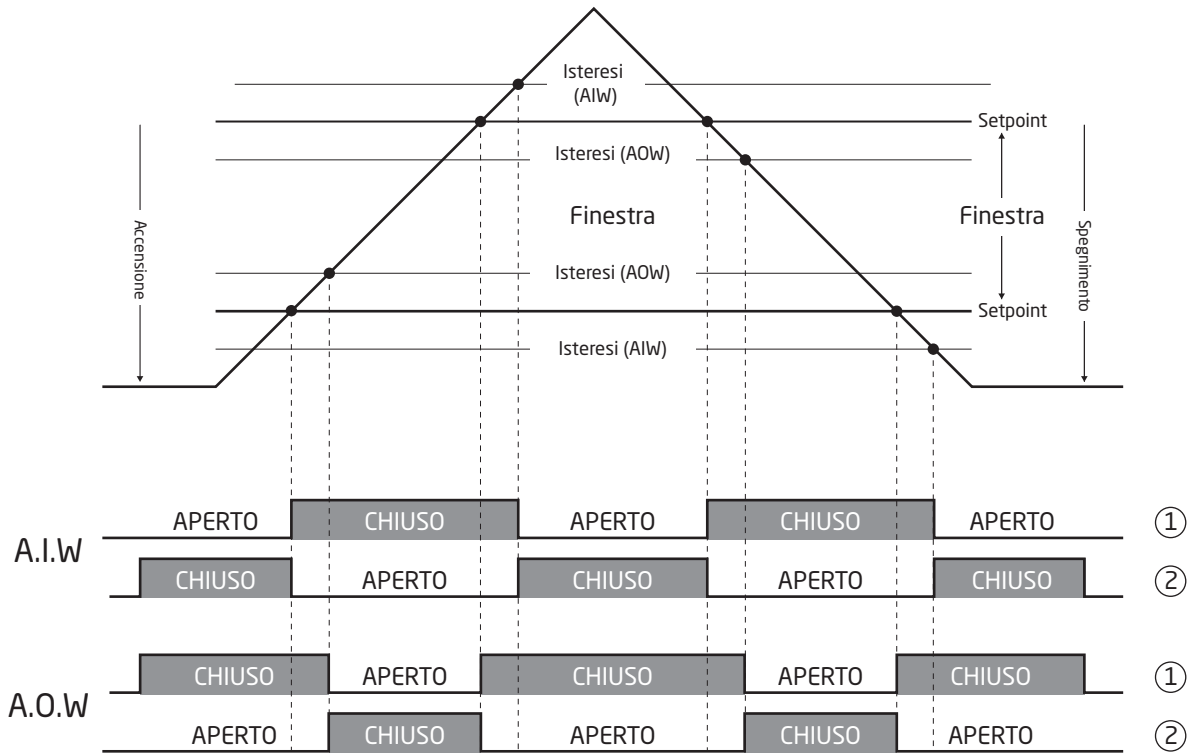 Isteresi
(AIW)
Setpoint
Isteresi (AOW)
Accensione
Finestra
Finestra
Spegnimento
Isteresi (AOW)
Setpoint
Isteresi (AIW)
A.I.W
APERTO CHIUSO APERTO CHIUSO APERTO 1
CHIUSO APERTO CHIUSO APERTO CHIUSO 2
A.O.W
CHIUSO APERTO CHIUSO APERTO CHIUSO 1
APERTO CHIUSO APERTO CHIUSO APERTO 2